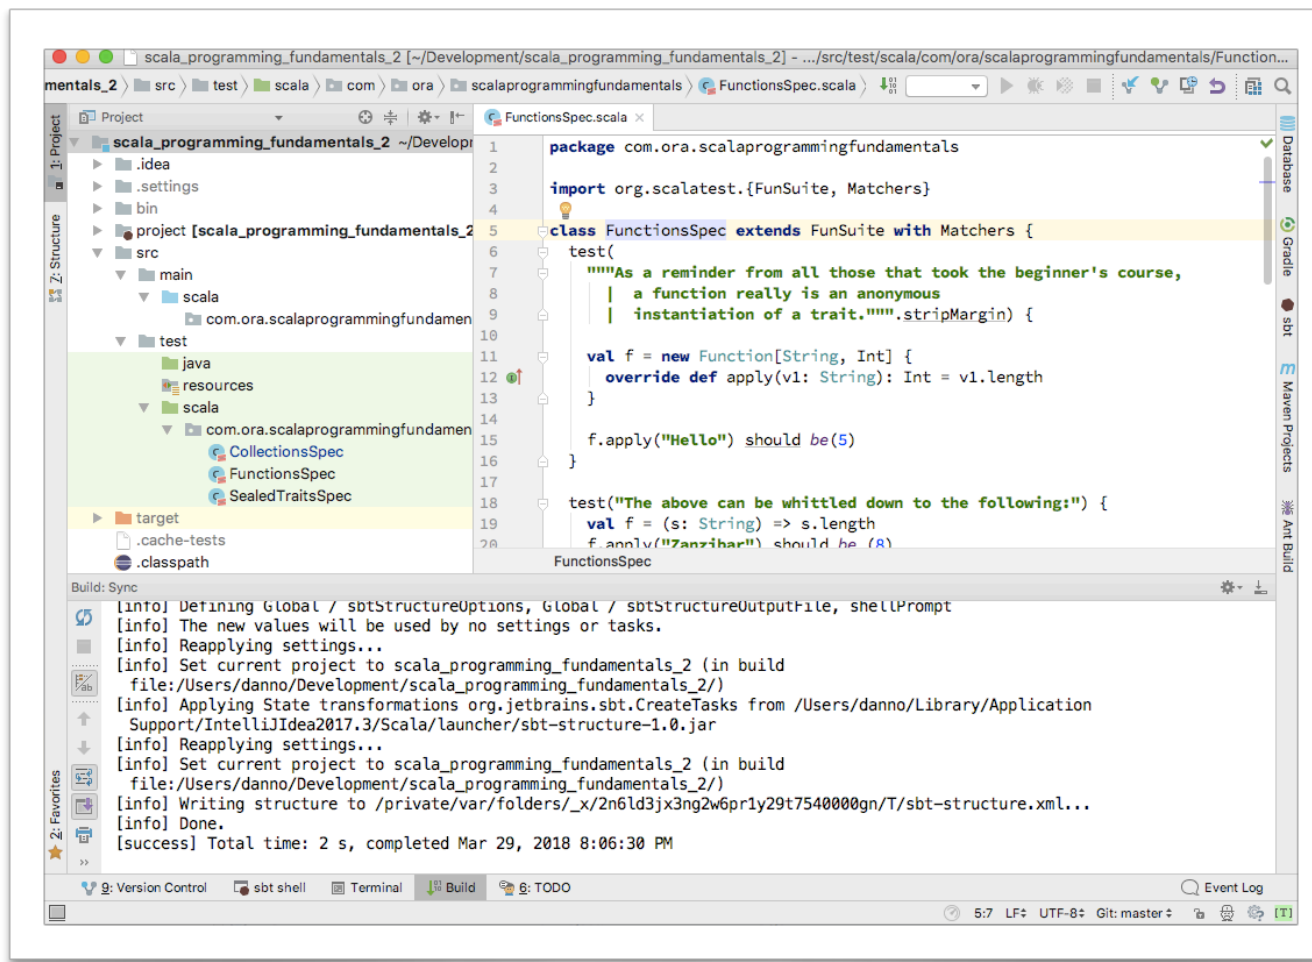 scala_programming_fundamentals_2 [~/Development/scala_programming_fundamentals_2] - .../src/test/scala/com/ora/scalaprogrammingfundamentals/Function...
mentals_2 src test scala com ora scalaprogrammingfundamentals FunctionsSpec.scala
1: Project
Z: Structure
2: Favorites
Project
scala_programming_fundamentals_2 ~/Developr
.idea
.settings
bin
project [scala_programming_fundamentals_2
src
main
scala
com.ora.scalaprogrammingfundamen
test
java
resources
scala
com.ora.scalaprogrammingfundamen
CollectionsSpec
FunctionsSpec
SealedTraitsSpec
target
.cache-tests
.classpath
FunctionsSpec.scala
1 package com.ora.scalaprogrammingfundamentals
2
3 import org.scalatest.{FunSuite, Matchers}
4
5 class FunctionsSpec extends FunSuite with Matchers {
6 test(
7 """As a reminder from all those that took the beginner's course,
8 | a function really is an anonymous
9 | instantiation of a trait.""".stripMargin) {
10
11 val f = new Function[String, Int] {
12 override def apply(v1: String): Int = v1.length
13 }
14
15 f.apply("Hello") should be(5)
16 }
17
18 test("The above can be whittled down to the following:") {
19 val f = (s: String) => s.length
20 f.apply("Zanzibar") should be (8)
FunctionsSpec
Database
Gradle
sbt
Maven Projects
Ant Build
Build: Sync
[info] Defining Global / sbtStructureOptions, Global / sbtStructureOutputFile, shellPrompt
[info] The new values will be used by no settings or tasks.
[info] Reapplying settings...
[info] Set current project to scala_programming_fundamentals_2 (in build
file:/Users/danno/Development/scala_programming_fundamentals_2/)
[info] Applying State transformations org.jetbrains.sbt.CreateTasks from /Users/danno/Library/Application
Support/IntelliJIdea2017.3/Scala/launcher/sbt-structure-1.0.jar
[info] Reapplying settings...
[info] Set current project to scala_programming_fundamentals_2 (in build
file:/Users/danno/Development/scala_programming_fundamentals_2/)
[info] Writing structure to /private/var/folders/_x/2n6ld3jx3ng2w6pr1y29t7540000gn/T/sbt-structure.xml...
[info] Done.
[success] Total time: 2 s, completed Mar 29, 2018 8:06:30 PM
9: Version Control sbt shell Terminal Build 6: TODO Event Log
5:7 LF UTF-8 Git: master [T]